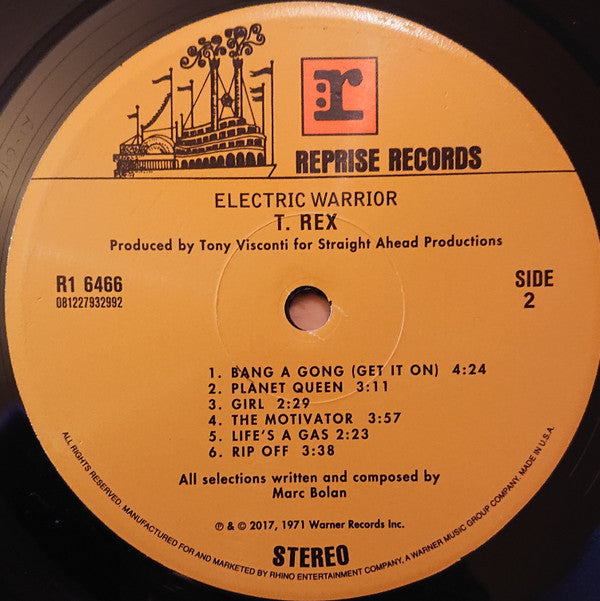 r
REPRISE RECORDS
ELECTRIC WARRIOR
T. REX
Produced by Tony Visconti for Straight Ahead Productions
R1 6466
081227932992
SIDE
2
1. BANG A GONG (GET IT ON) 4:24
2. PLANET QUEEN 3:11
3. GIRL 2:29
4. THE MOTIVATOR 3:57
5. LIFE'S A GAS 2:23
6. RIP OFF 3:38
All selections written and composed by
Marc Bolan
℗ & © 2017, 1971 Warner Records Inc.
STEREO
ALL RIGHTS RESERVED. MANUFACTURED FOR AND MARKETED BY RHINO ENTERTAINMENT COMPANY, A WARNER MUSIC GROUP COMPANY. MADE IN U.S.A.